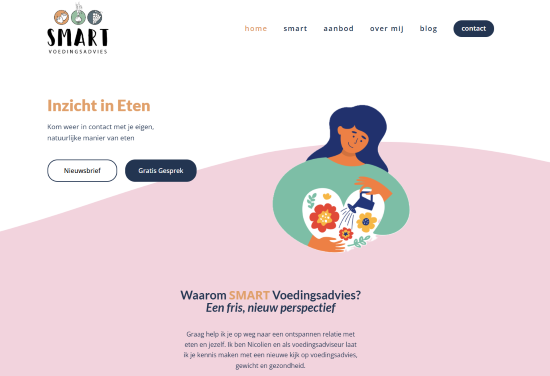 SMART
VOEDINGSADVIES
home smart aanbod over mij blog contact
Inzicht in Eten
Kom weer in contact met je eigen,
natuurlijke manier van eten
Nieuwsbrief Gratis Gesprek
Waarom SMART Voedingsadvies?
Een fris, nieuw perspectief
Graag help ik je op weg naar een ontspannen relatie met
eten en jezelf. Ik ben Nicolien en als voedingsadviseur laat
ik je kennis maken met een nieuwe kijk op voedingsadvies,
gewicht en gezondheid.